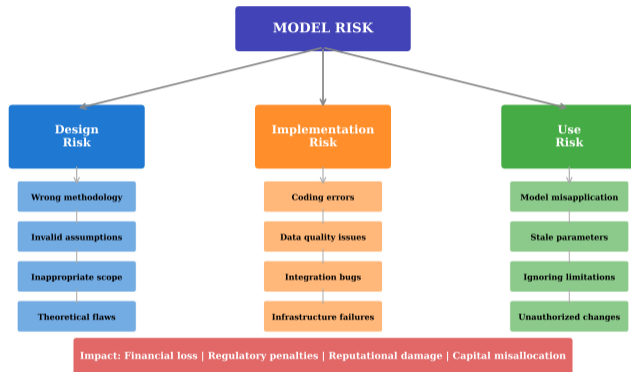 MODEL RISK
Design
Risk
Wrong methodology
Invalid assumptions
Inappropriate scope
Theoretical flaws
Implementation
Risk
Coding errors
Data quality issues
Integration bugs
Infrastructure failures
Use
Risk
Model misapplication
Stale parameters
Ignoring limitations
Unauthorized changes
Impact: Financial loss | Regulatory penalties | Reputational damage | Capital misallocation